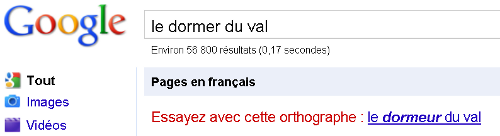 Google
le dormer du val
Environ 56 800 résultats (0,17 secondes)
Tout
Pages en français
Images
Essayez avec cette orthographe : le dormeur du val
Vidéos